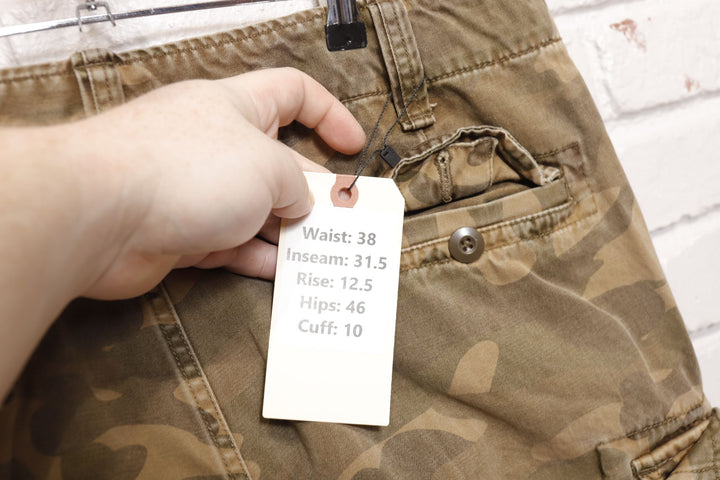 Waist: 38
Inseam: 31.5
Rise: 12.5
Hips: 46
Cuff: 10